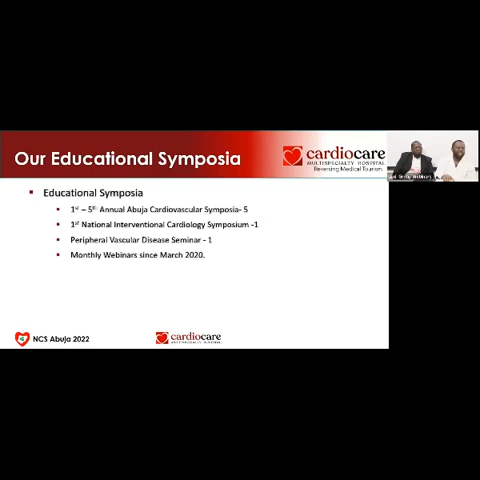 Our Educational Symposia
cardiocare
MULTISPECIALTY HOSPITAL
Reversing Medical Tourism
Educational Symposia
1st – 5th Annual Abuja Cardiovascular Symposia- 5
1st National Interventional Cardiology Symposium -1
Peripheral Vascular Disease Seminar - 1
Monthly Webinars since March 2020.
NCS Abuja 2022
cardiocare
MULTISPECIALTY HOSPITAL